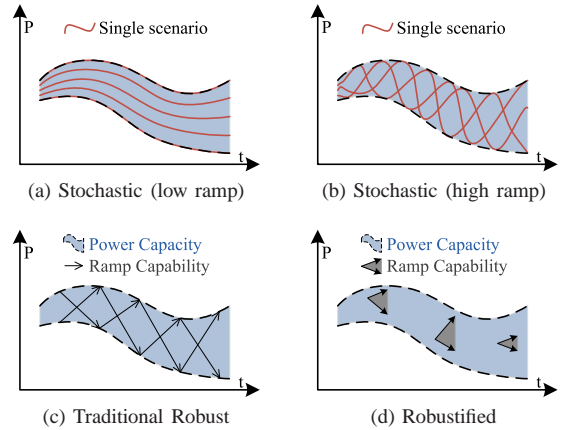 P
Single scenario
t
(a) Stochastic (low ramp)
P
Single scenario
t
(b) Stochastic (high ramp)
P
Power Capacity
Ramp Capability
t
(c) Traditional Robust
P
Power Capacity
Ramp Capability
t
(d) Robustified